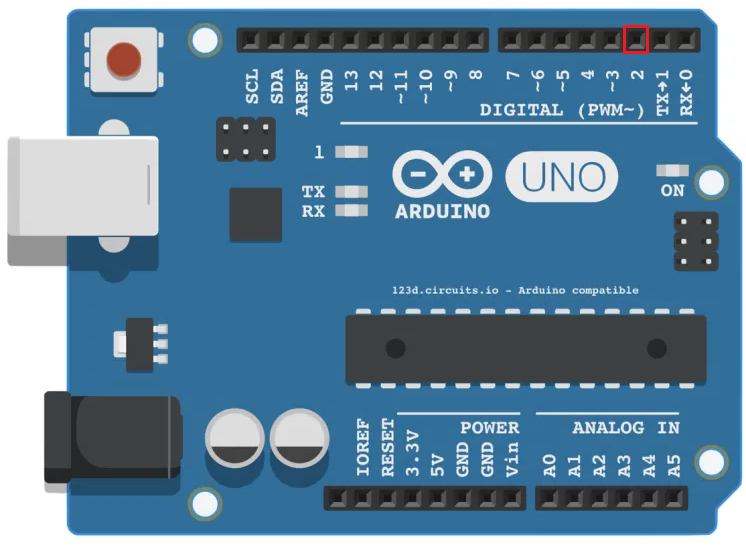 SCL
SDA
AREF
GND
13
12
~11
~10
~9
8
7
~6
~5
4
~3
2
TX→1
RX←0
DIGITAL (PWM~)
1
TX
RX
ARDUINO
UNO
ON
123d.circuits.io - Arduino compatible
POWER
ANALOG IN
IOREF
RESET
3.3V
5V
GND
GND
Vin
A0
A1
A2
A3
A4
A5